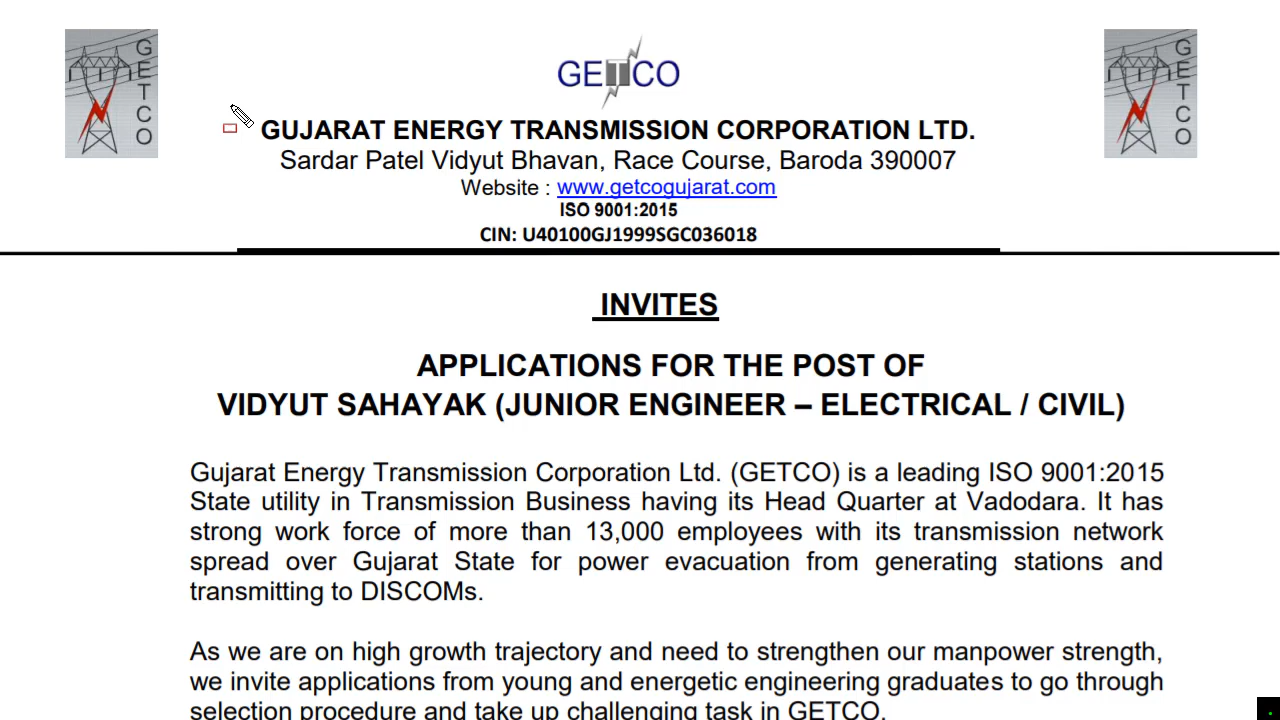 GETCO
GETCO
GETCO
GUJARAT ENERGY TRANSMISSION CORPORATION LTD.
Sardar Patel Vidyut Bhavan, Race Course, Baroda 390007
Website : www.getcogujarat.com
ISO 9001:2015
CIN: U40100GJ1999SGC036018
INVITES
APPLICATIONS FOR THE POST OF
VIDYUT SAHAYAK (JUNIOR ENGINEER – ELECTRICAL / CIVIL)
Gujarat Energy Transmission Corporation Ltd. (GETCO) is a leading ISO 9001:2015
State utility in Transmission Business having its Head Quarter at Vadodara. It has
strong work force of more than 13,000 employees with its transmission network
spread over Gujarat State for power evacuation from generating stations and
transmitting to DISCOMs.
As we are on high growth trajectory and need to strengthen our manpower strength,
we invite applications from young and energetic engineering graduates to go through
selection procedure and take up challenging task in GETCO.